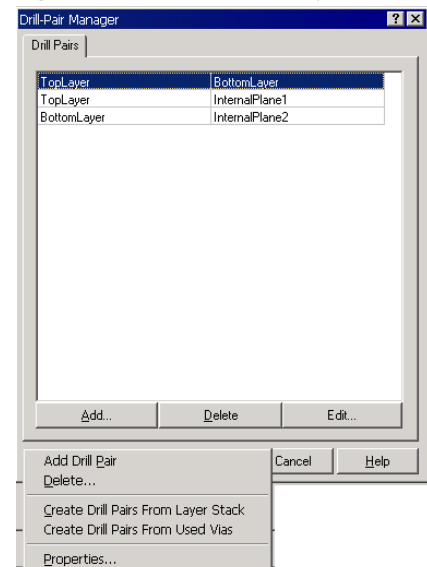 Drill-Pair Manager ? ×
Drill Pairs
TopLayer BottomLayer
TopLayer InternalPlane1
BottomLayer InternalPlane2
Add... Delete Edit...
Add Drill Pair
Cancel Help
Delete...
Create Drill Pairs From Layer Stack
Create Drill Pairs From Used Vias
Properties...